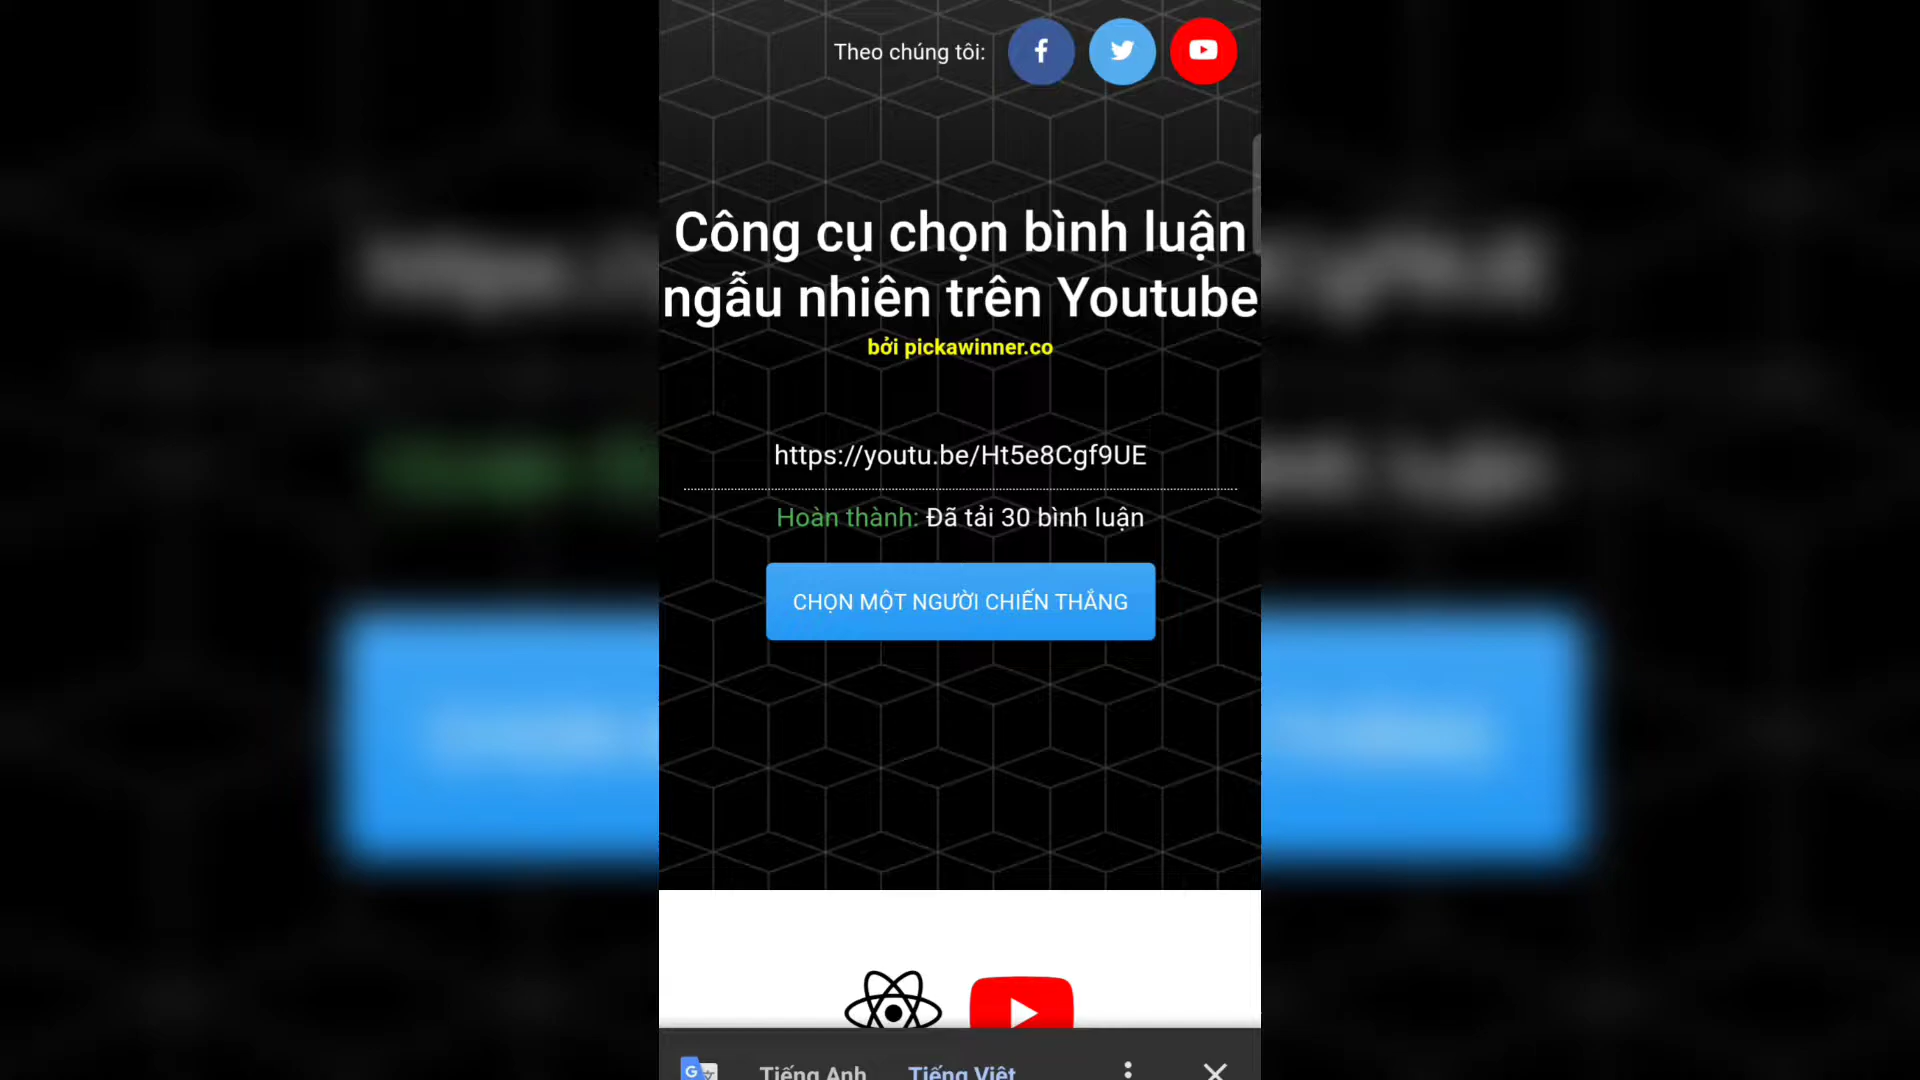 Theo chúng tôi:
Công cụ chọn bình luận
ngẫu nhiên trên Youtube
bởi pickawinner.co
https://youtu.be/Ht5e8Cgf9UE
Hoàn thành: Đã tải 30 bình luận
CHỌN MỘT NGƯỜI CHIẾN THẮNG
Tiếng Anh Tiếng Việt